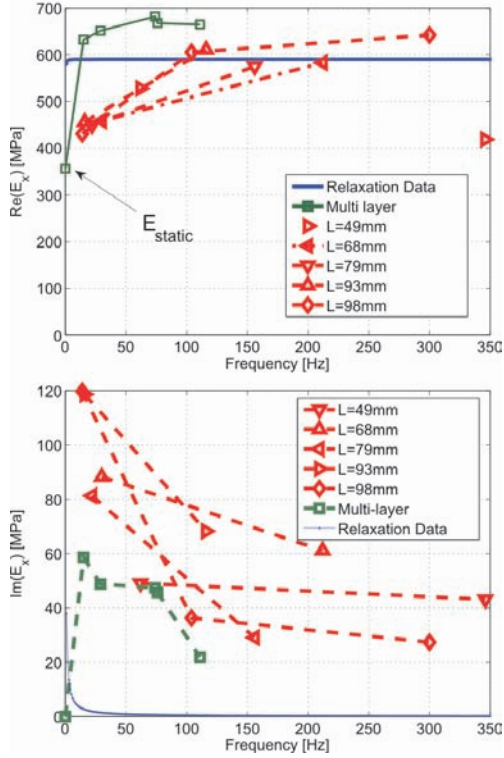 700
600
500
400
300
200
100
0
Re(E_x) [MPa]
E_static
Relaxation Data
Multi layer
L=49mm
L=68mm
L=79mm
L=93mm
L=98mm
0 50 100 150 200 250 300 350
Frequency [Hz]
120
100
80
60
40
20
0
Im(E_x) [MPa]
L=49mm
L=68mm
L=79mm
L=93mm
L=98mm
Multi-layer
Relaxation Data
0 50 100 150 200 250 300 350
Frequency [Hz]